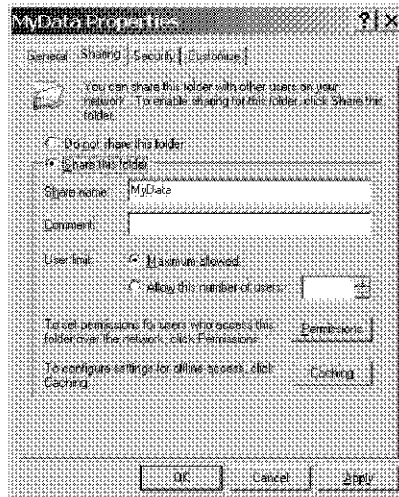 MyData Properties
General Sharing Security Customize
You can share this folder with other users on your
network. To enable sharing for this folder, click Share this
folder.
Do not share this folder
Share this folder
Share name: MyData
Comment:
User limit: Maximum allowed
Allow this number of users:
To set permissions for users who access this
folder over the network, click Permissions.
Permissions
To configure settings for offline access, click
Caching.
Caching
OK Cancel Apply